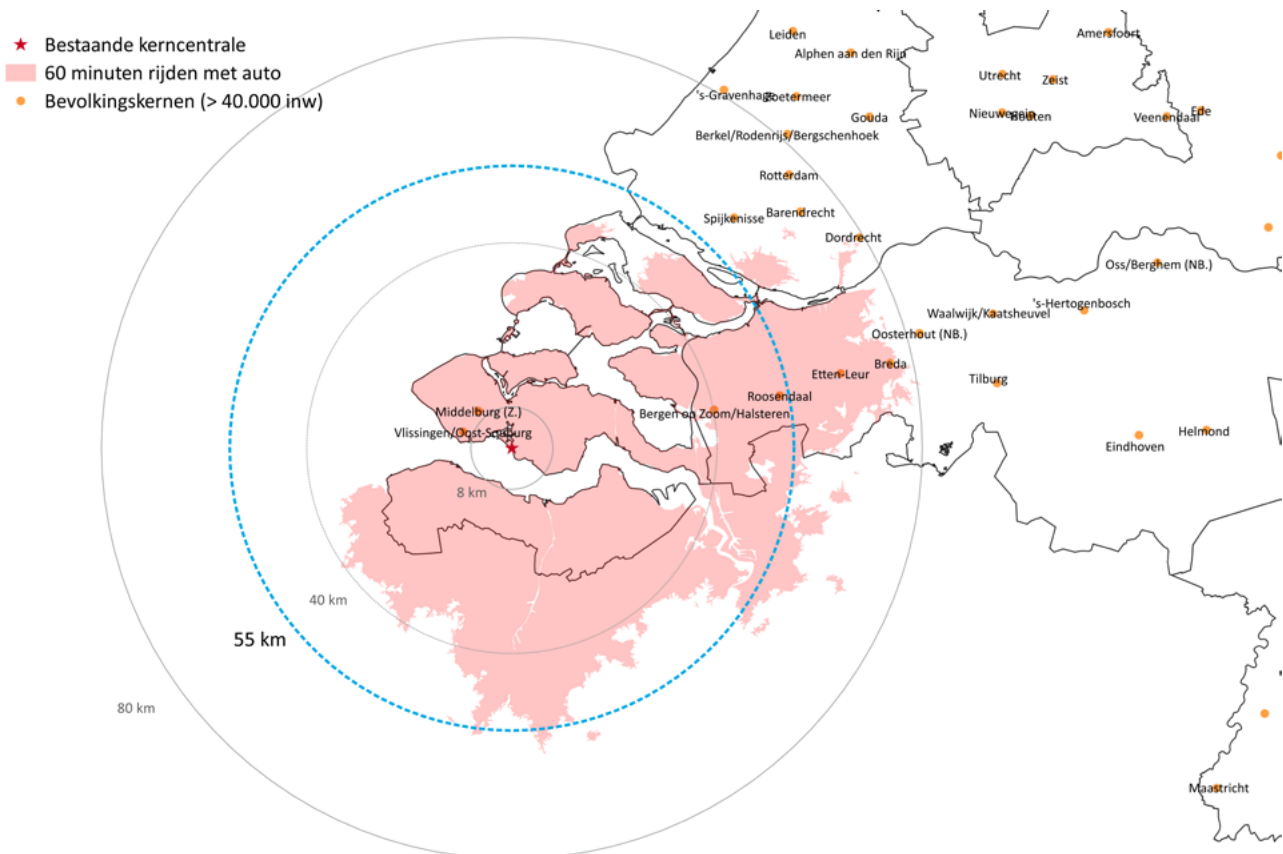 Bestaande kerncentrale
60 minuten rijden met auto
Bevolkingskernen (> 40.000 inw)
Leiden
Amersfoort
Alphen aan den Rijn
Utrecht
Zeist
's-Gravenhage
Zoetermeer
Gouda
Nieuwegein
Houten
Veenendaal
Ede
Berkel/Rodenrijs/Bergschenhoek
Rotterdam
Spijkenisse
Barendrecht
Dordrecht
Oss/Berghem (NB.)
's-Hertogenbosch
Waalwijk/Kaatsheuvel
Oosterhout (NB.)
Breda
Etten-Leur
Tilburg
Roosendaal
Middelburg (Z.)
Bergen op Zoom/Halsteren
Vlissingen/Oost-Souburg
Helmond
Eindhoven
8 km
40 km
55 km
80 km
Maastricht